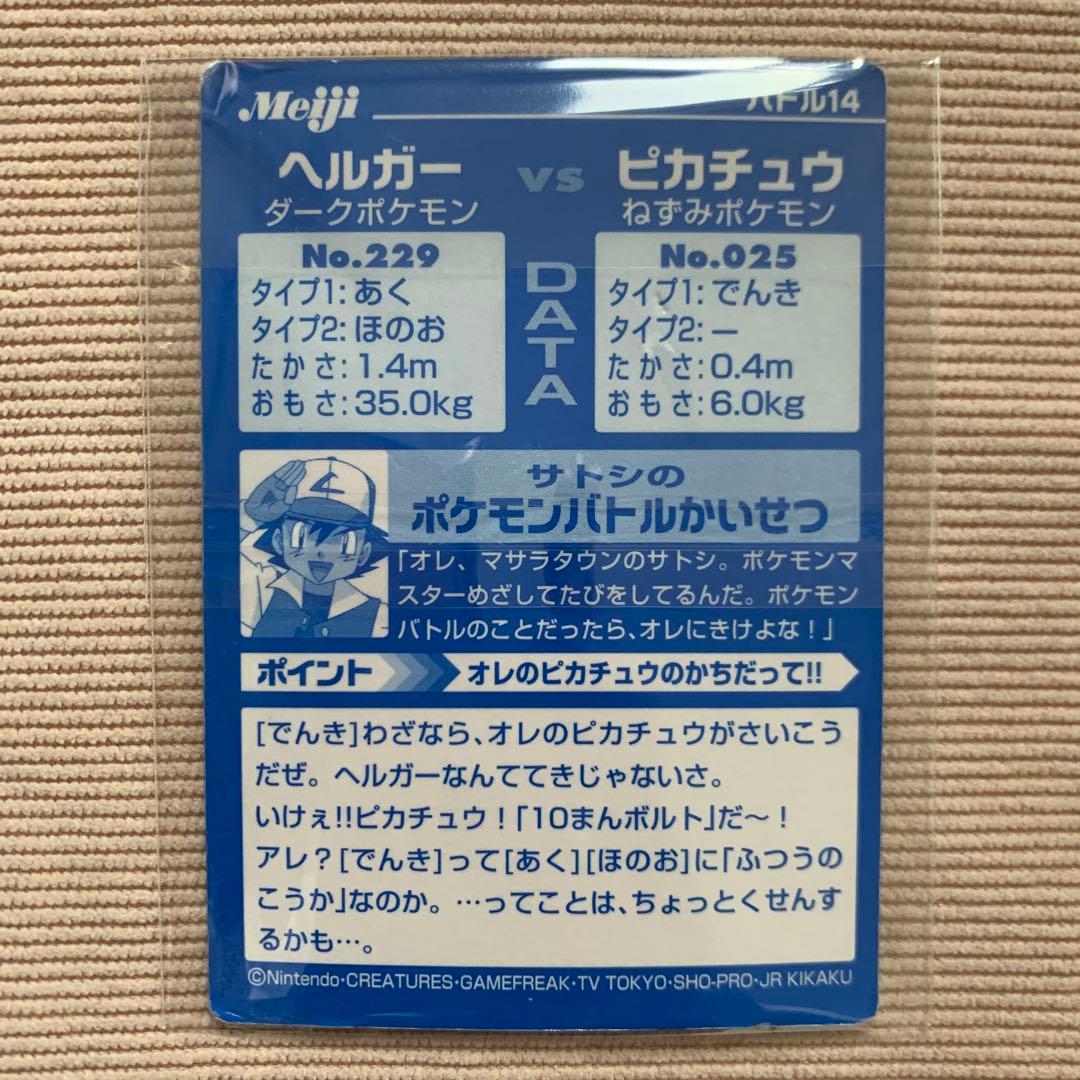 Meiji
バトル14
ヘルガー VS ピカチュウ
ダークポケモン ねずみポケモン
DATA
No.229
タイプ1:あく
タイプ2:ほのお
たかさ:1.4m
おもさ:35.0kg
No.025
タイプ1:でんき
タイプ2:ー
たかさ:0.4m
おもさ:6.0kg
サトシの
ポケモンバトルかいせつ
「オレ、マサラタウンのサトシ。ポケモンマ
スターめざしてたびをしてるんだ。ポケモン
バトルのことだったら、オレにきけよな!」
ポイント オレのピカチュウのかちだって!!
[でんき]わざなら、オレのピカチュウがさいこう
だぜ。ヘルガーなんててきじゃないさ。
いけぇ!!ピカチュウ!「10まんボルト」だ〜!
アレ?[でんき]って[あく][ほのお]に「ふつうの
こうか」なのか。…ってことは、ちょっとくせんす
るかも…。
©Nintendo・CREATURES・GAMEFREAK・TV TOKYO・SHO-PRO・JR KIKAKU